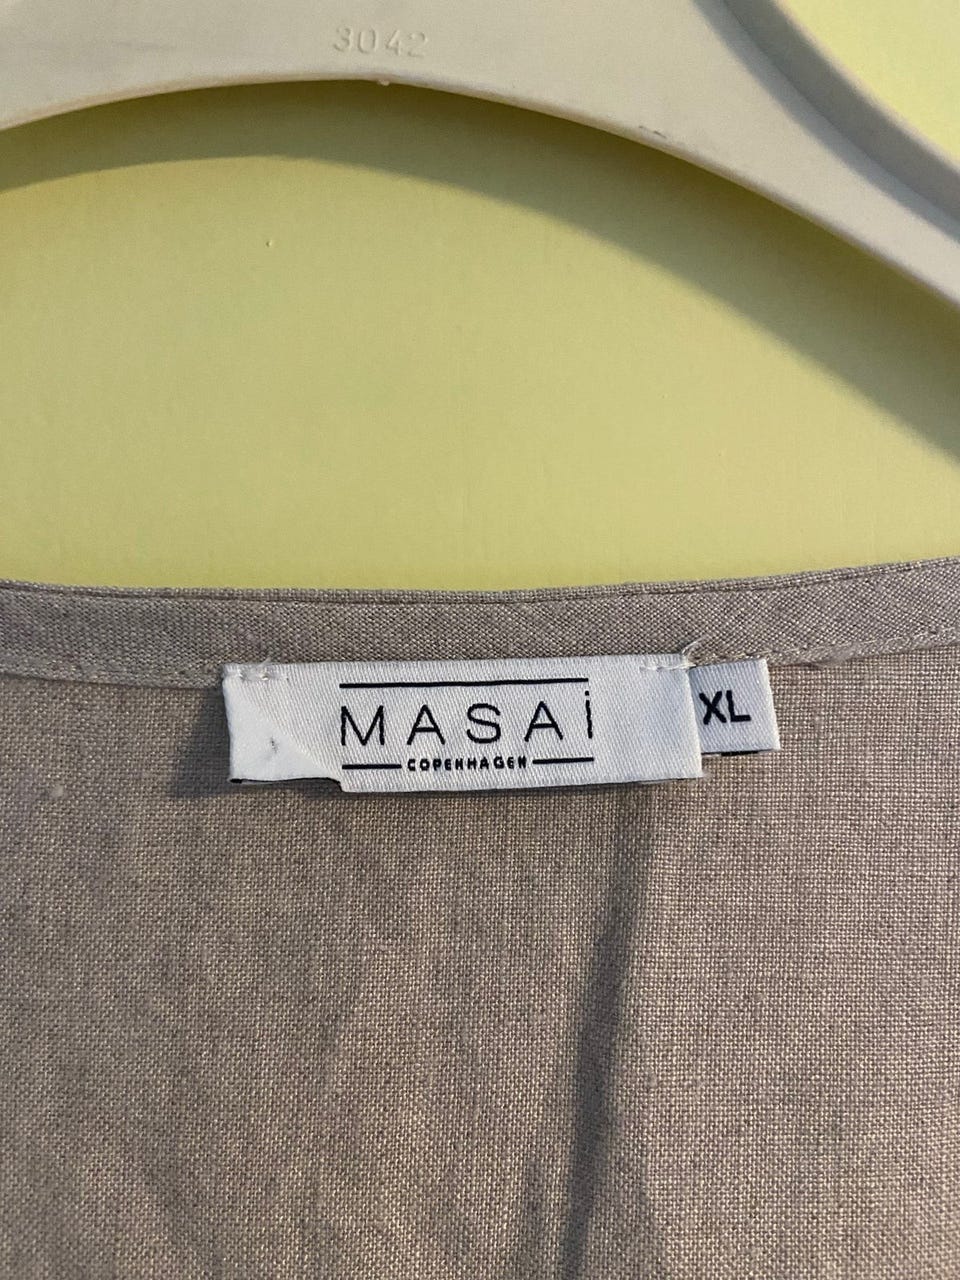 3042
MASAi
COPENHAGEN
XL